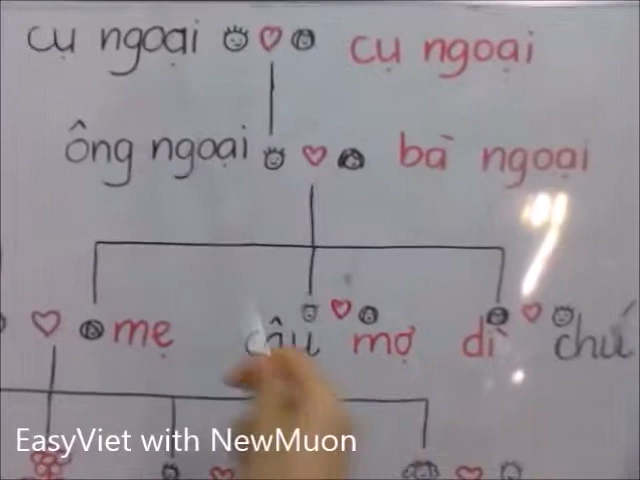 cụ ngoại cụ ngoại
ông ngoại bà ngoại
mẹ cậu mợ dì chú
EasyViet with NewMuon